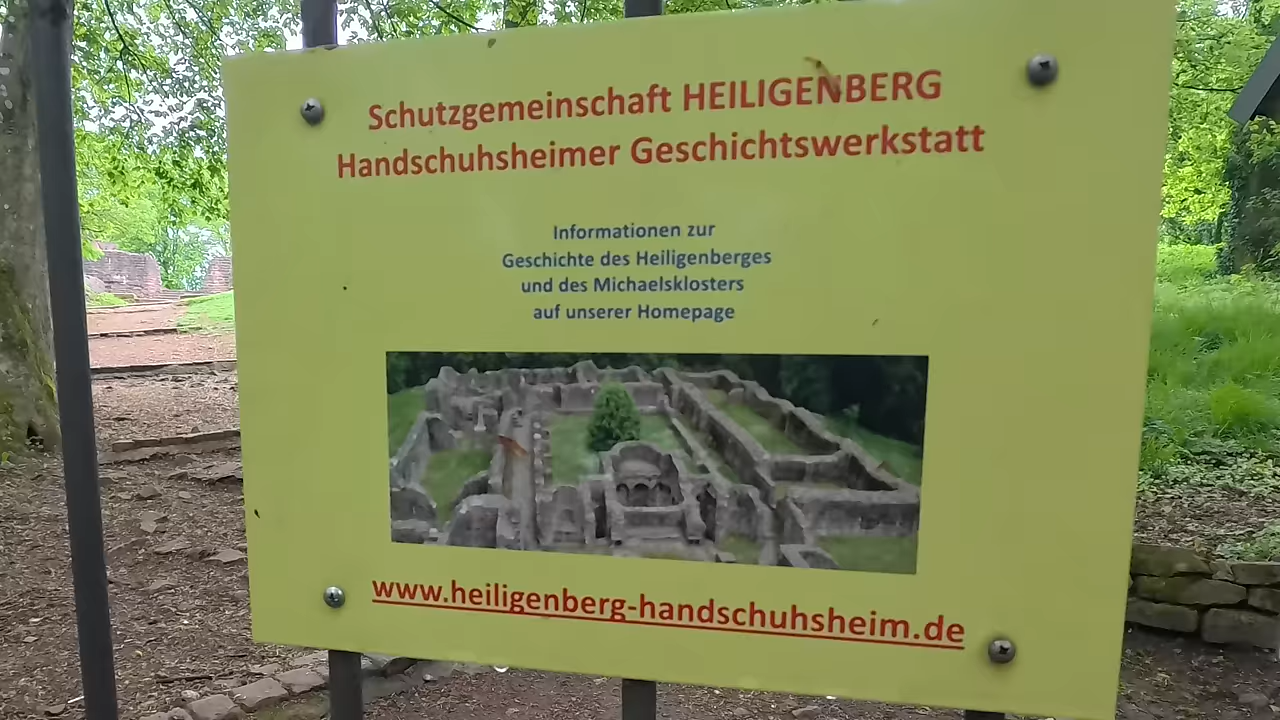 Schutzgemeinschaft HEILIGENBERG
Handschuhsheimer Geschichtswerkstatt
Informationen zur
Geschichte des Heiligenberges
und des Michaelsklosters
auf unserer Homepage
www.heiligenberg-handschuhsheim.de